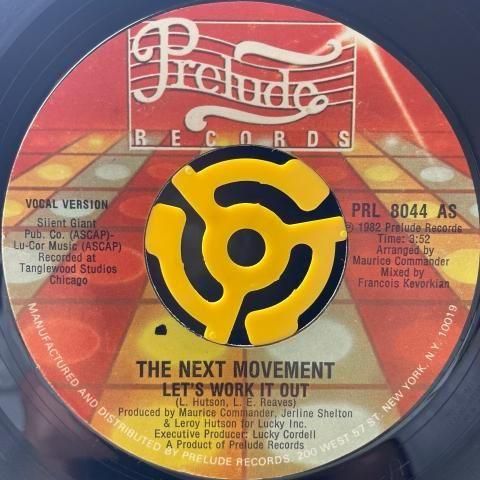 Prelude
RECORDS
VOCAL VERSION
Silent Giant
Pub. Co. (ASCAP)-
Lu-Cor Music (ASCAP)
Recorded at
Tanglewood Studios
Chicago
PRL 8044 AS
℗ 1982 Prelude Records
Time: 3:52
Arranged by
Maurice Commander
Mixed by
Francois Kevorkian
THE NEXT MOVEMENT
LET'S WORK IT OUT
(L. Hutson, L. E. Reaves)
Produced by Maurice Commander, Jerline Shelton
& Leroy Hutson for Lucky Inc.
Executive Producer: Lucky Cordell
A Product of Prelude Records
MANUFACTURED AND DISTRIBUTED BY PRELUDE RECORDS. 200 WEST 57 ST. NEW YORK, N.Y. 10019